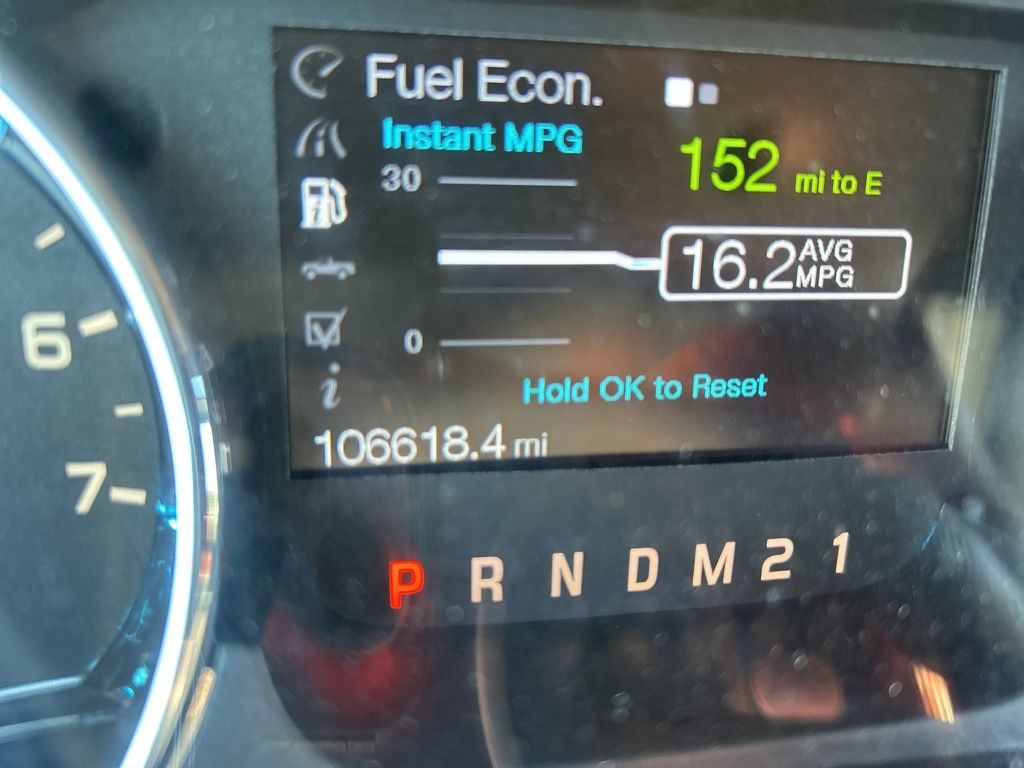 Fuel Econ.
Instant MPG
30
152 mi to E
16.2 AVG MPG
0
Hold OK to Reset
106618.4 mi
6
7
P R N D M 2 1